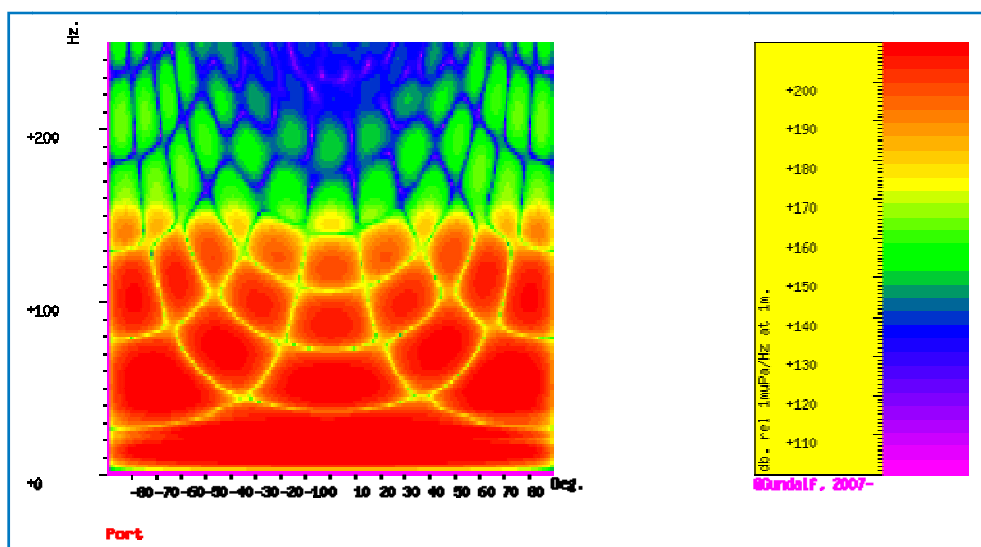 Hz.
+200
+100
+0
-80 -70 -60 -50 -40 -30 -20 -10 0 10 20 30 40 50 60 70 80 Deg.
Port
+200
+190
+180
+170
+160
+150
+140
+130
+120
+110
db. rel 1muPa/Hz at 1m.
©Gundalf, 2007-